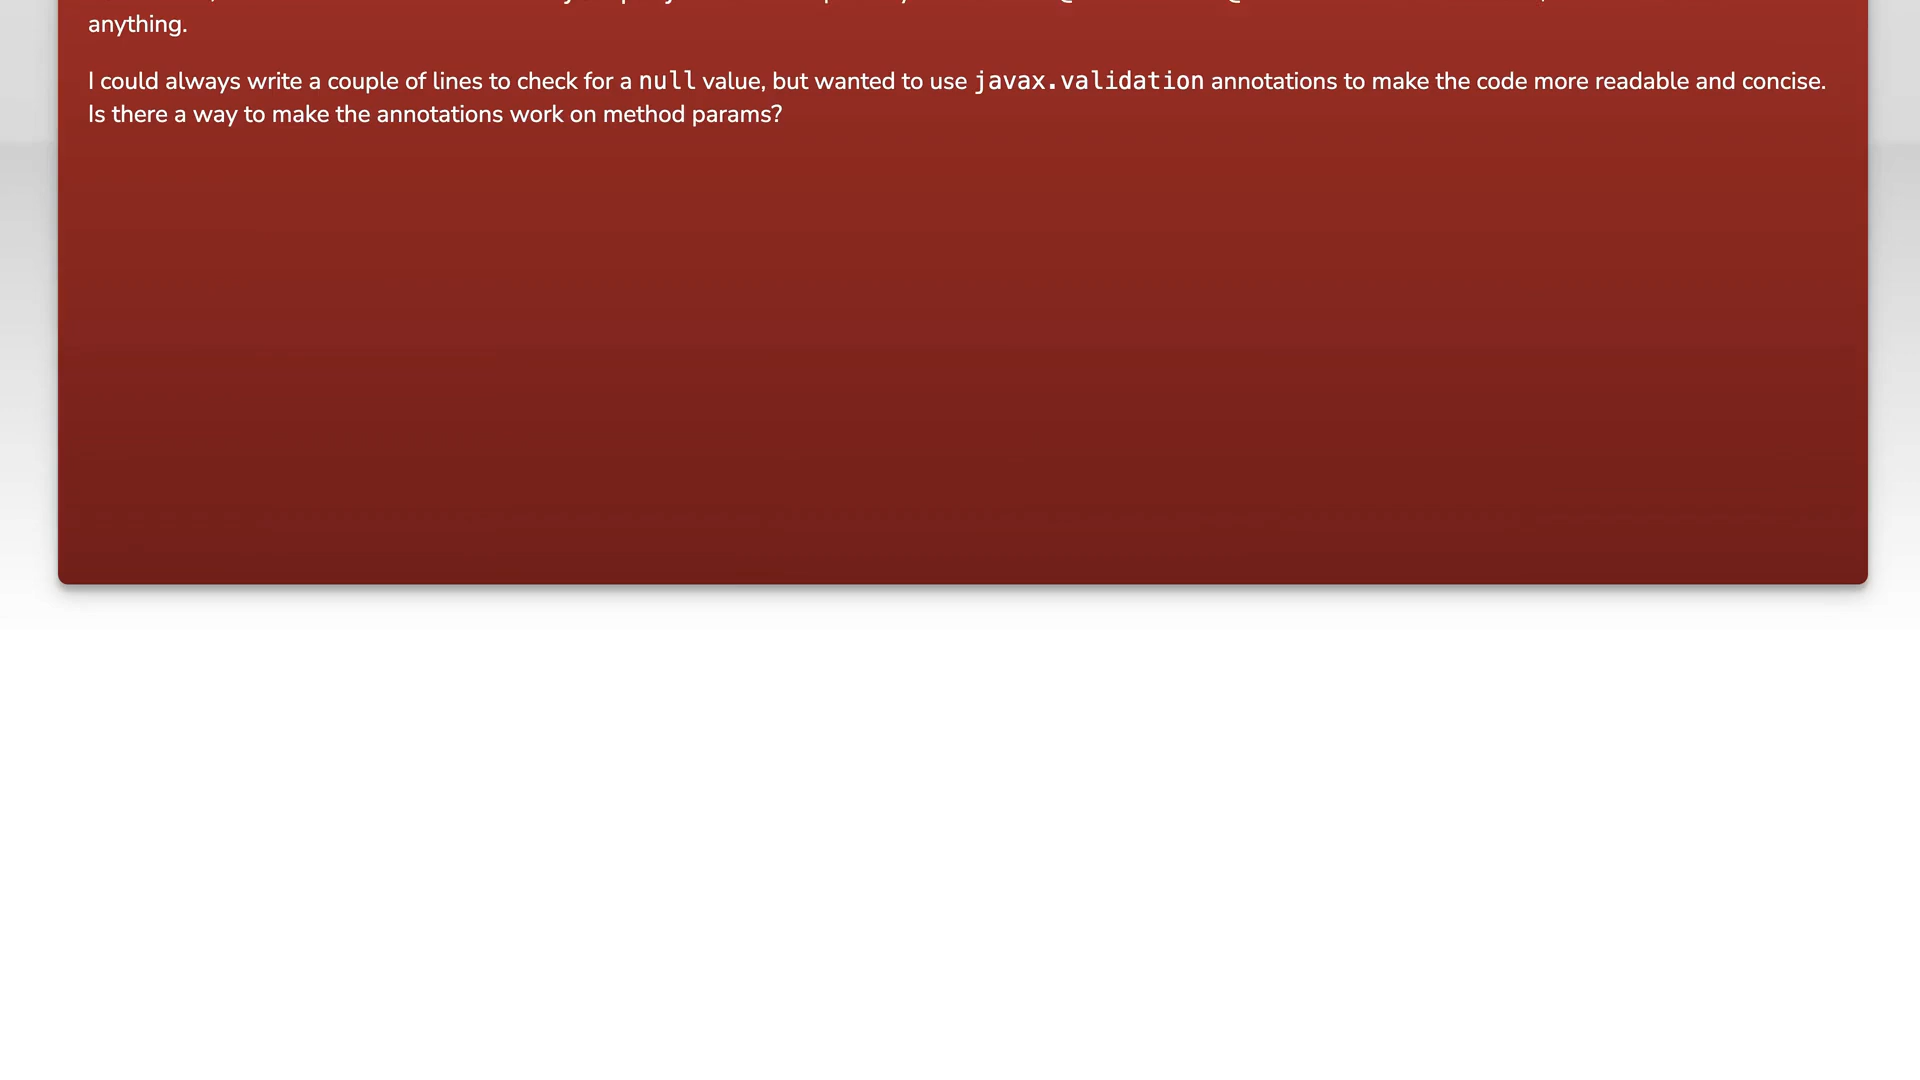 anything.
I could always write a couple of lines to check for a null value, but wanted to use javax.validation annotations to make the code more readable and concise.
Is there a way to make the annotations work on method params?